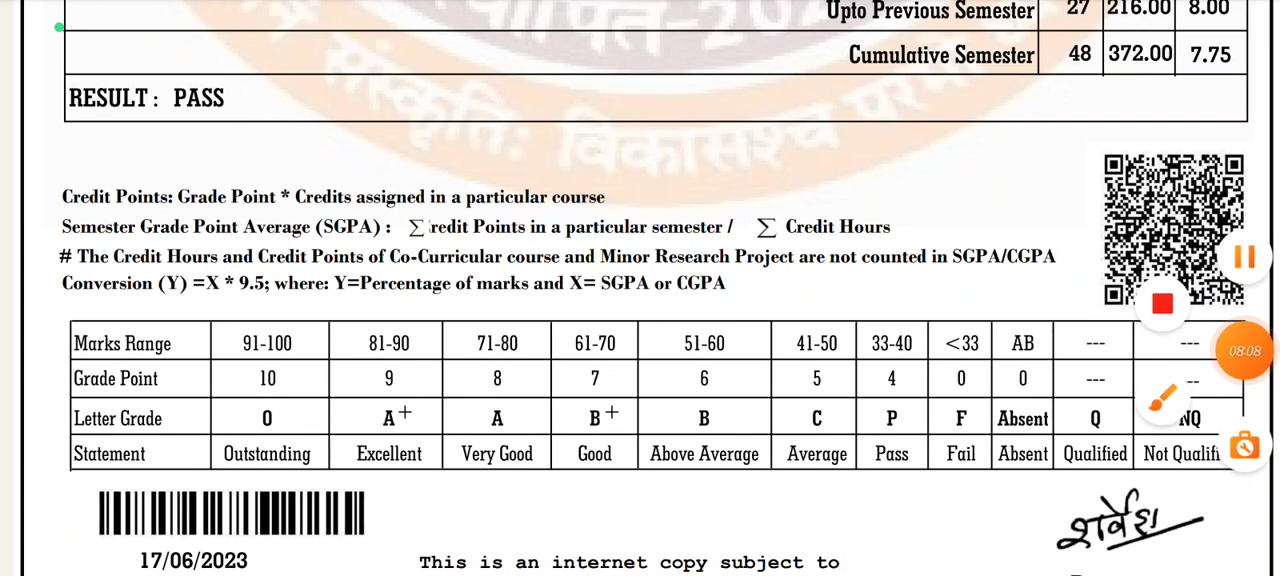 स्थापित-20
संस्कृतिः विकासश्च परम
Upto Previous Semester 27 216.00 8.00
Cumulative Semester 48 372.00 7.75
RESULT : PASS
Credit Points: Grade Point * Credits assigned in a particular course
Semester Grade Point Average (SGPA) : ∑ redit Points in a particular semester / ∑ Credit Hours
# The Credit Hours and Credit Points of Co-Curricular course and Minor Research Project are not counted in SGPA/CGPA
Conversion (Y) =X * 9.5; where: Y=Percentage of marks and X= SGPA or CGPA
Marks Range 91-100 81-90 71-80 61-70 51-60 41-50 33-40 <33 AB --- ---
Grade Point 10 9 8 7 6 5 4 0 0 --- --
Letter Grade O A+ A B+ B C P F Absent Q NQ
Statement Outstanding Excellent Very Good Good Above Average Average Pass Fail Absent Qualified Not Qualifi
08:08
17/06/2023
This is an internet copy subject to